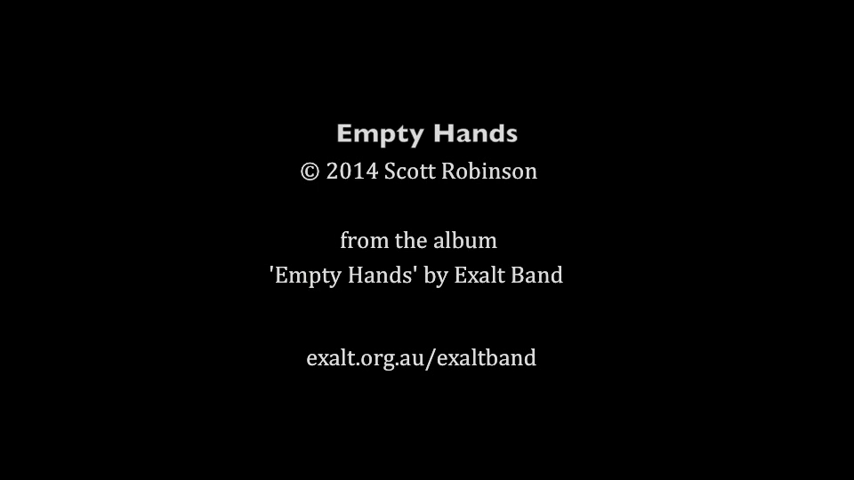 Empty Hands
© 2014 Scott Robinson
from the album
'Empty Hands' by Exalt Band
exalt.org.au/exaltband